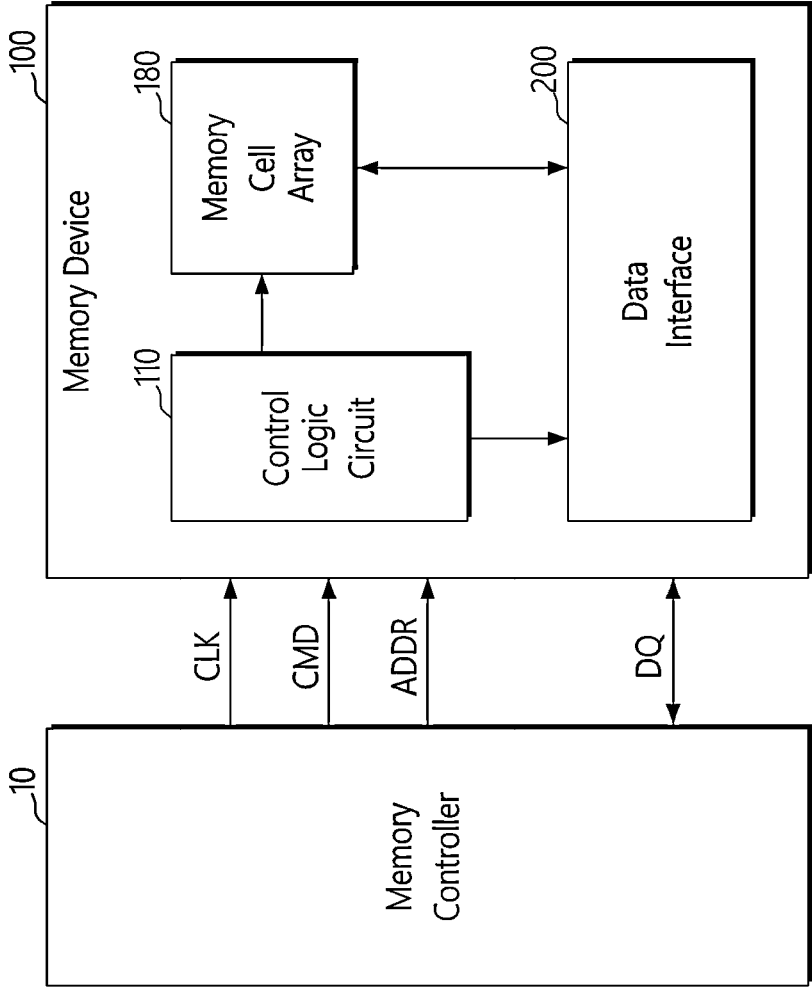 10
Memory
Controller
CLK
CMD
ADDR
DQ
100
Memory Device
110
Control
Logic
Circuit
180
Memory
Cell
Array
200
Data
Interface